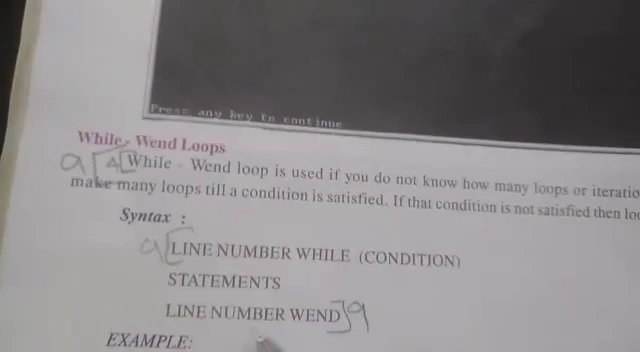 Press any key to continue
While - Wend Loops
While - Wend loop is used if you do not know how many loops or
make many loops till a condition is satisfied. If that condition is not satisfied then
Syntax :
LINE NUMBER WHILE (CONDITION)
STATEMENTS
LINE NUMBER WEND
EXAMPLE: